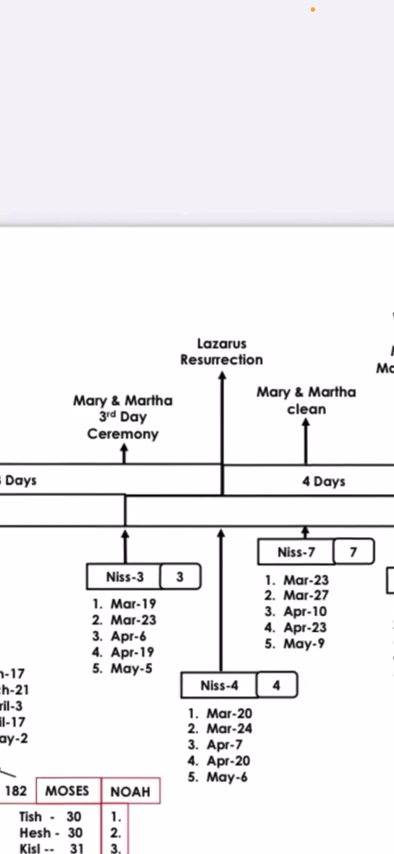 Lazarus
Resurrection
Mary & Martha
3rd Day
Ceremony
Mary & Martha
clean
Days
4 Days
Niss-3 3
1. Mar-19
2. Mar-23
3. Apr-6
4. Apr-19
5. May-5
Niss-7 7
1. Mar-23
2. Mar-27
3. Apr-10
4. Apr-23
5. May-9
Niss-4 4
1. Mar-20
2. Mar-24
3. Apr-7
4. Apr-20
5. May-6
-17
h-21
ril-3
il-17
ay-2
182 MOSES NOAH
Tish - 30 1.
Hesh - 30 2.
Kisl -- 31 3.